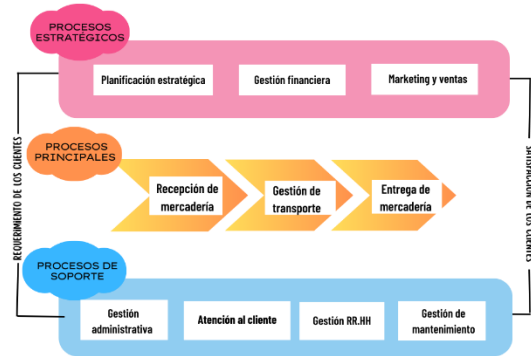 PROCESOS
ESTRATÉGICOS
Planificación estratégica
Gestión financiera
Marketing y ventas
REQUERIMIENTO DE LOS CLIENTES
PROCESOS
PRINCIPALES
Recepción de
mercadería
Gestión de
transporte
Entrega de
mercadería
SATISFACCIÓN DE LOS CLIENTES
PROCESOS DE
SOPORTE
Gestión
administrativa
Atención al cliente
Gestión RR.HH
Gestión de
mantenimiento